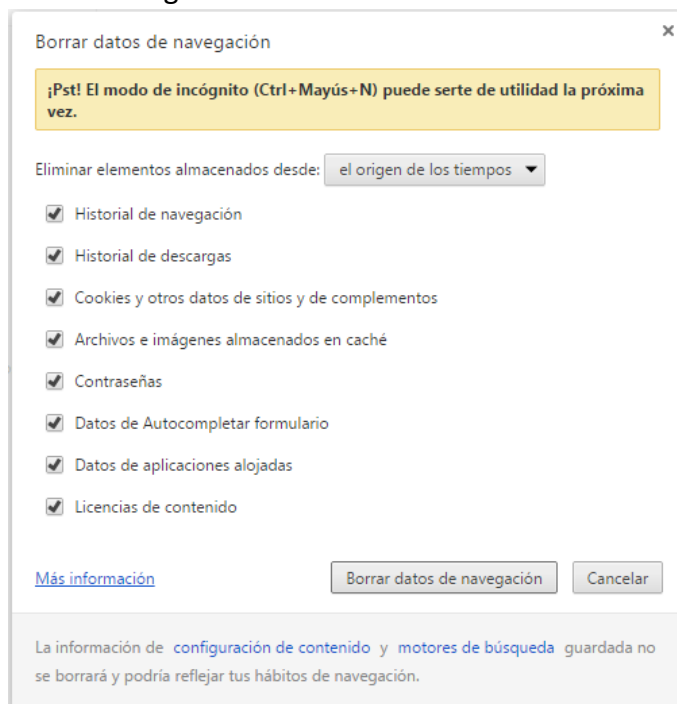 Borrar datos de navegación
×
¡Pst! El modo de incógnito (Ctrl+Mayús+N) puede serte de utilidad la próxima
vez.
Eliminar elementos almacenados desde: el origen de los tiempos
Historial de navegación
Historial de descargas
Cookies y otros datos de sitios y de complementos
Archivos e imágenes almacenados en caché
Contraseñas
Datos de Autocompletar formulario
Datos de aplicaciones alojadas
Licencias de contenido
Más información Borrar datos de navegación Cancelar
La información de configuración de contenido y motores de búsqueda guardada no
se borrará y podría reflejar tus hábitos de navegación.